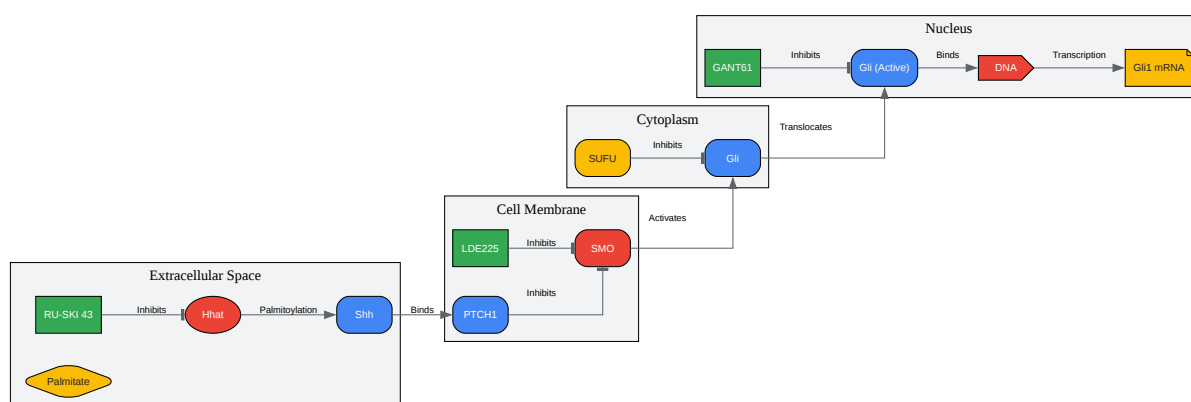 Nucleus
GANT61
Inhibits
Gli (Active)
Binds
DNA
Transcription
Gli1 mRNA
Cytoplasm
SUFU
Inhibits
Gli
Translocates
Cell Membrane
LDE225
Inhibits
SMO
Activates
PTCH1
Inhibits
Extracellular Space
RU-SKI 43
Inhibits
Hhat
Palmitoylation
Shh
Binds
Palmitate